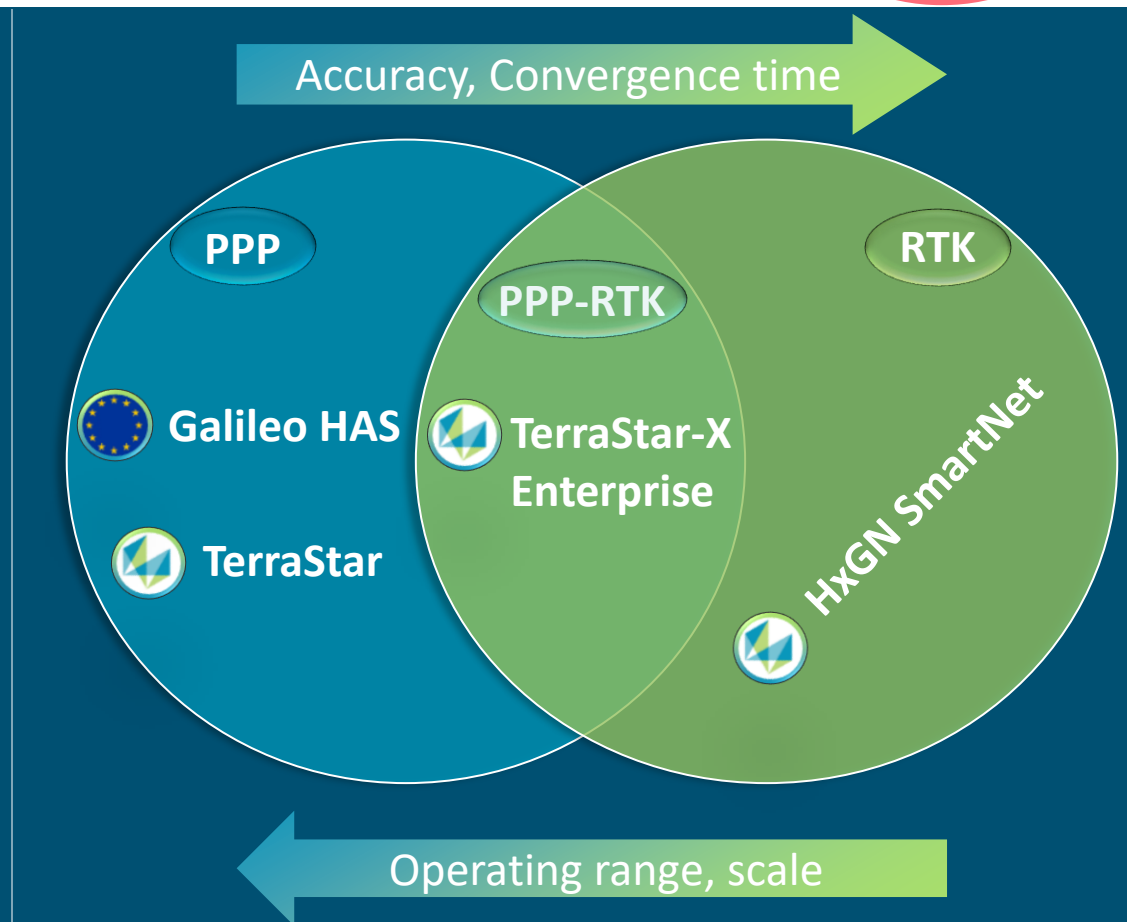 Accuracy, Convergence time
PPP
RTK
PPP-RTK
Galileo HAS
TerraStar-X
Enterprise
HxGN SmartNet
TerraStar
Operating range, scale